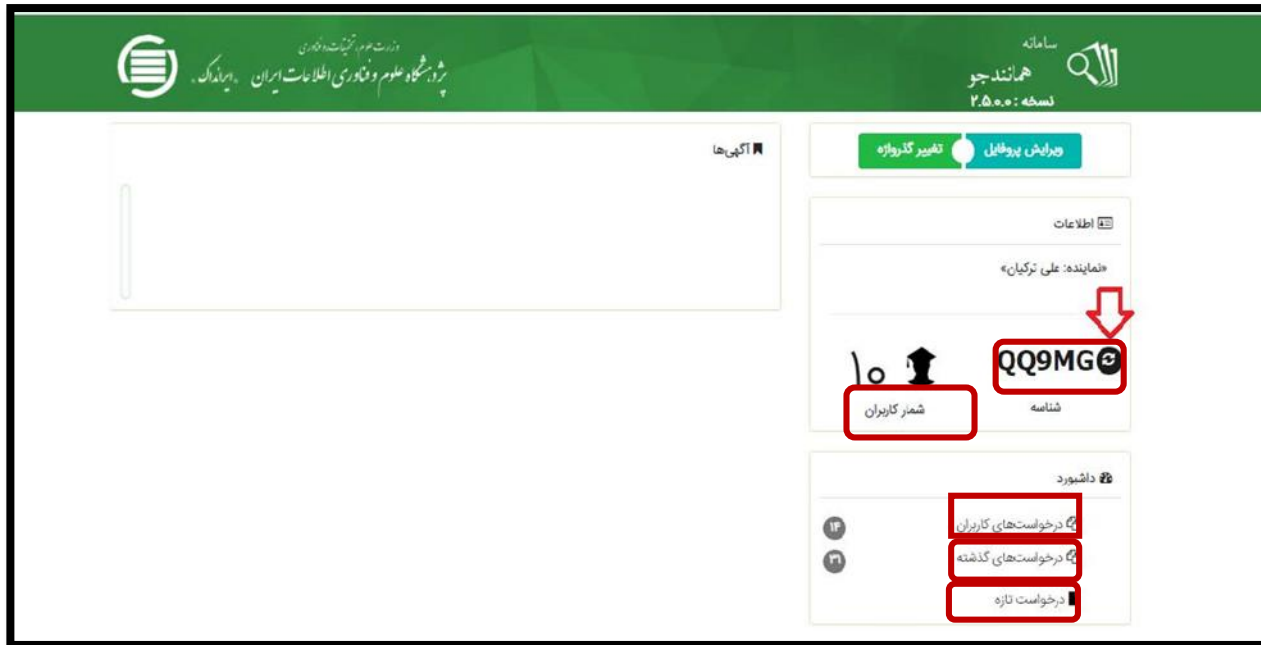 سامانه
همانندجو
نسخه : ۲.۵.۰.۰
وزارت علوم، تحقیقات و فناوری
پژوهشگاه علوم و فناوری اطلاعات ایران . ایرانداک .
ویرایش پروفایل
تغییر گذرواژه
اطلاعات
«نماینده: علی ترکیان»
QQ9MG
شناسه
۱۰
شمار کاربران
داشبورد
درخواست‌های کاربران ۱۴
درخواست‌های گذشته ۳۱
درخواست تازه
آگهی‌ها